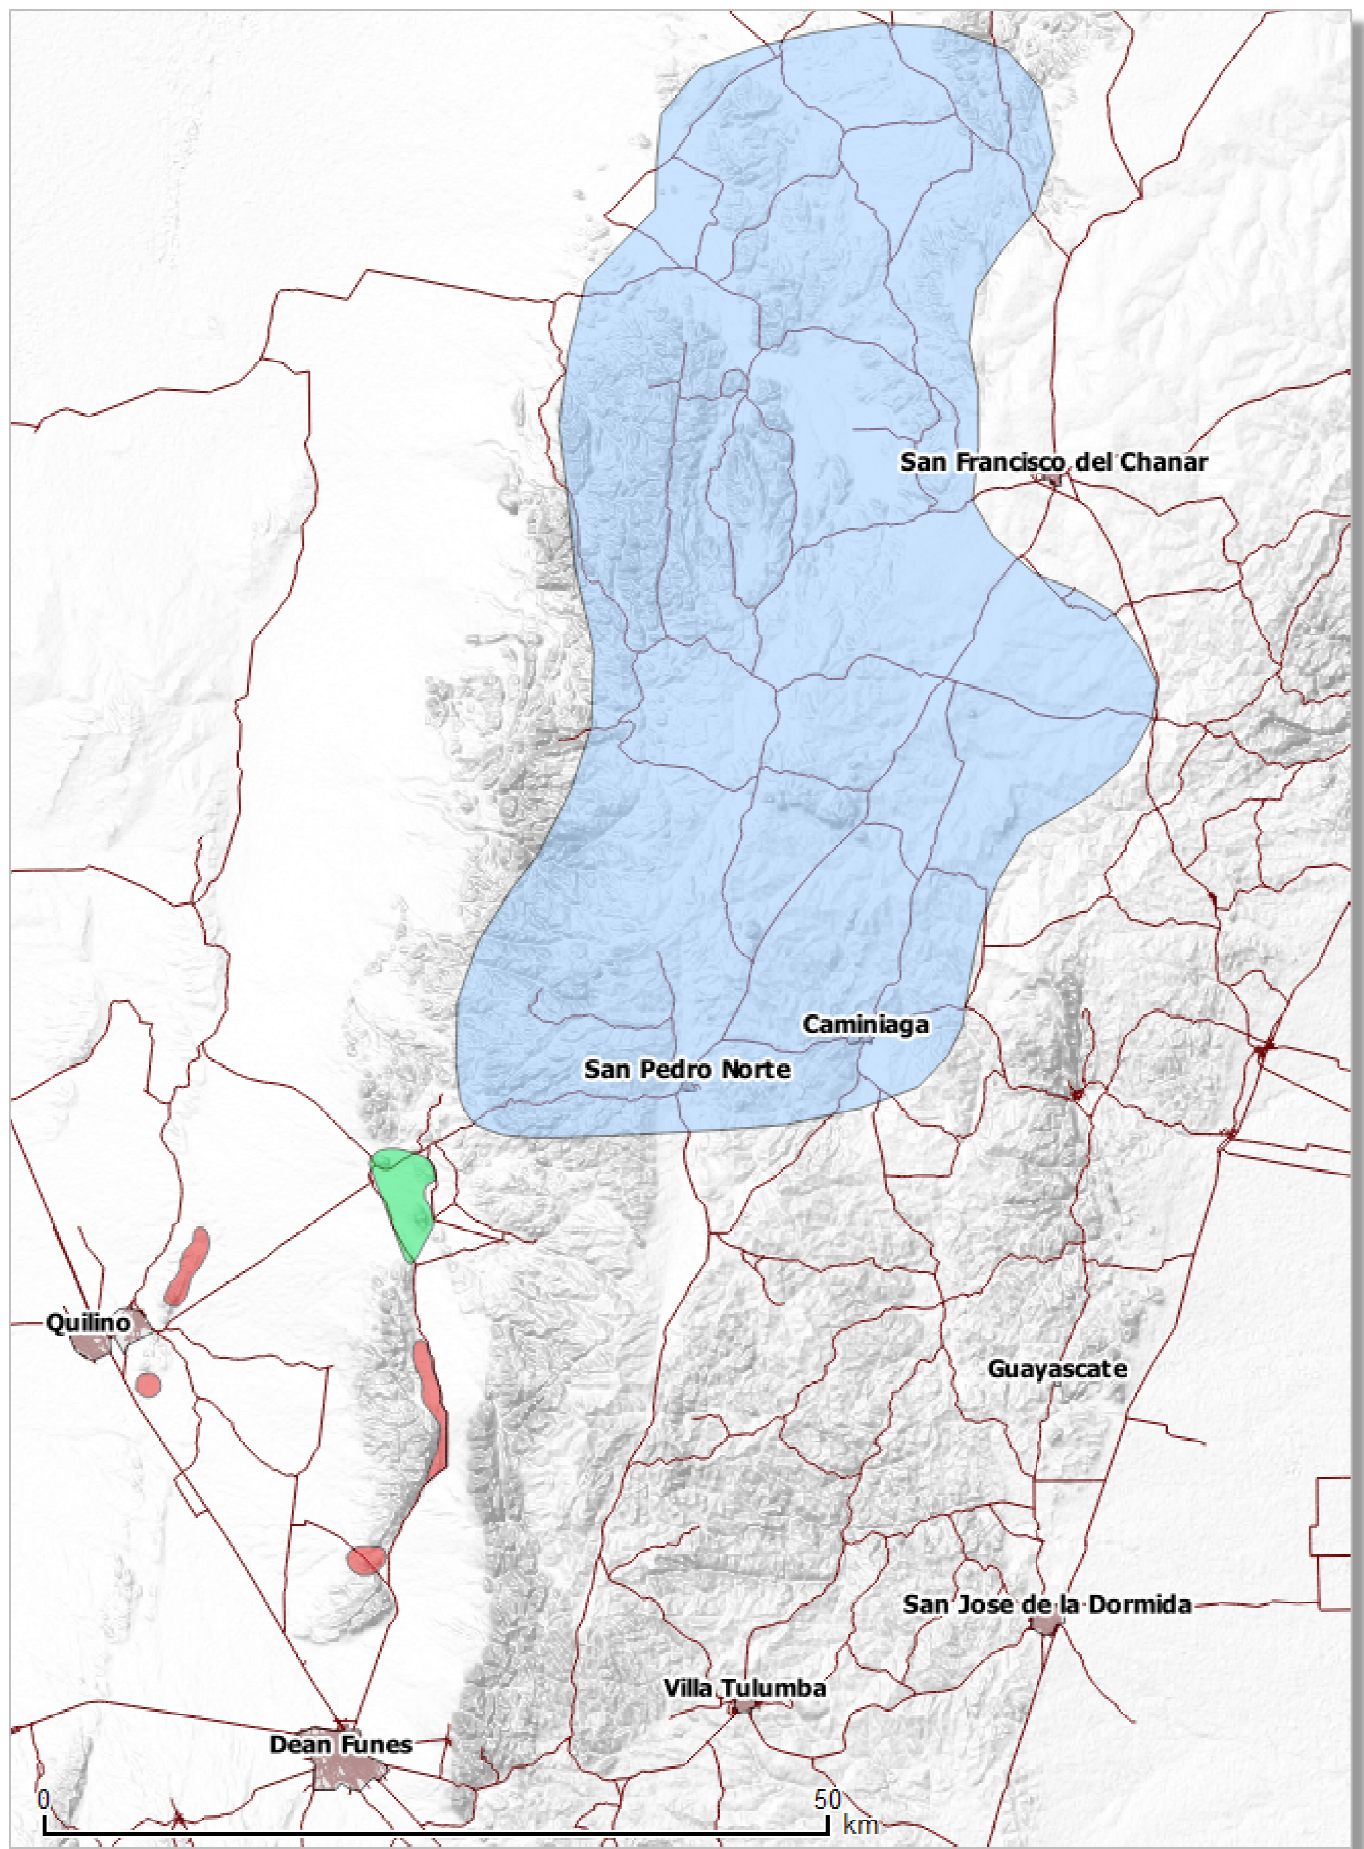 San Francisco del Chanar
Caminiaga
San Pedro Norte
Quilino
Guayascate
San Jose de la Dormida
Villa Tulumba
Dean Funes
0 50
km